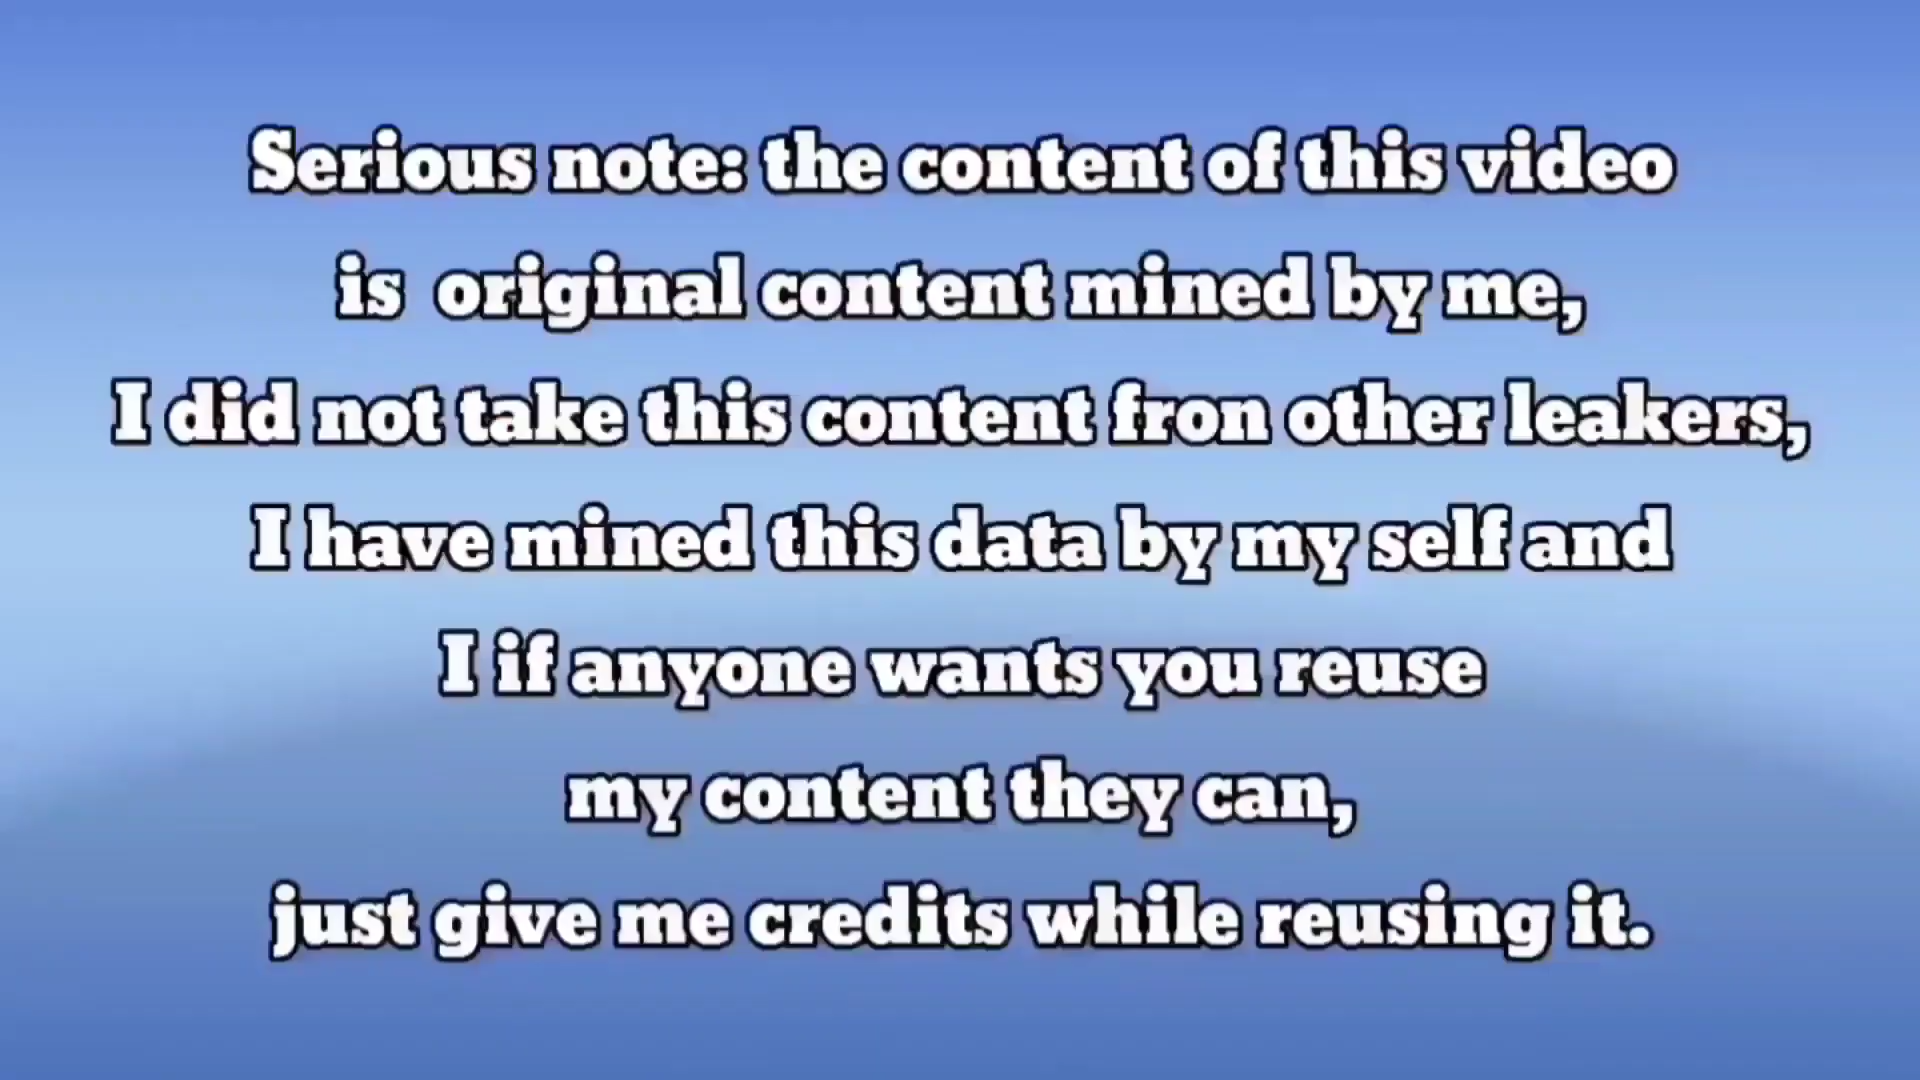 Serious note: the content of this video
is original content mined by me,
I did not take this content fron other leakers,
I have mined this data by my self and
I if anyone wants you reuse
my content they can,
just give me credits while reusing it.